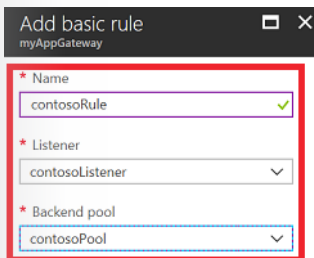 Add basic rule
myAppGateway
* Name
contosoRule
* Listener
contosoListener
* Backend pool
contosoPool